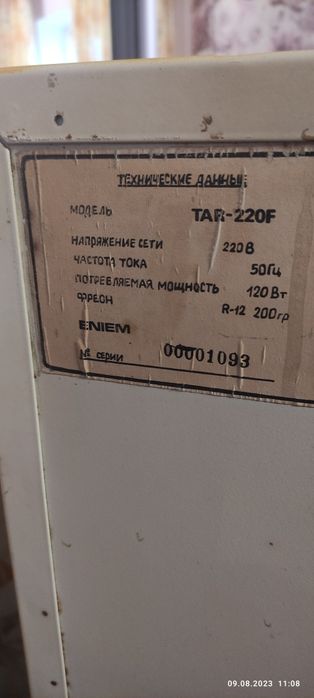 ТЕХНИЧЕСКИЕ ДАННЫЕ
МОДЕЛЬ TAR-220F
НАПРЯЖЕНИЕ СЕТИ 220 В
ЧАСТОТА ТОКА 50Гц
ПОТРЕБЛЯЕМАЯ МОЩНОСТЬ 120 Вт
ФРЕОН R-12 200гр
ENIEM
№ СЕРИИ 00001093
09.08.2023 11:08